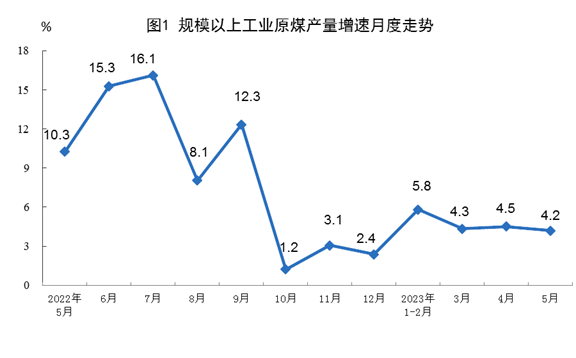 图1 规模以上工业原煤产量增速月度走势
%
18
15
12
9
6
3
0
10.3
15.3
16.1
8.1
12.3
1.2
3.1
2.4
5.8
4.3
4.5
4.2
2022年
5月
6月
7月
8月
9月
10月
11月
12月
2023年
1-2月
3月
4月
5月